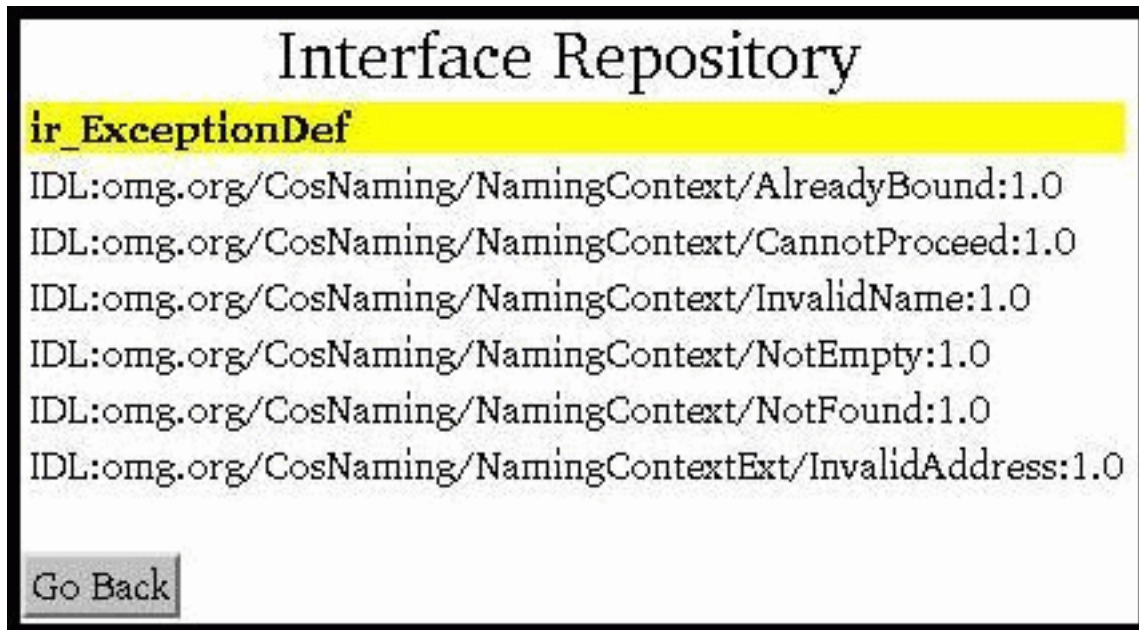 Interface Repository
ir_ExceptionDef
IDL:omg.org/CosNaming/NamingContext/AlreadyBound:1.0
IDL:omg.org/CosNaming/NamingContext/CannotProceed:1.0
IDL:omg.org/CosNaming/NamingContext/InvalidName:1.0
IDL:omg.org/CosNaming/NamingContext/NotEmpty:1.0
IDL:omg.org/CosNaming/NamingContext/NotFound:1.0
IDL:omg.org/CosNaming/NamingContextExt/InvalidAddress:1.0
Go Back